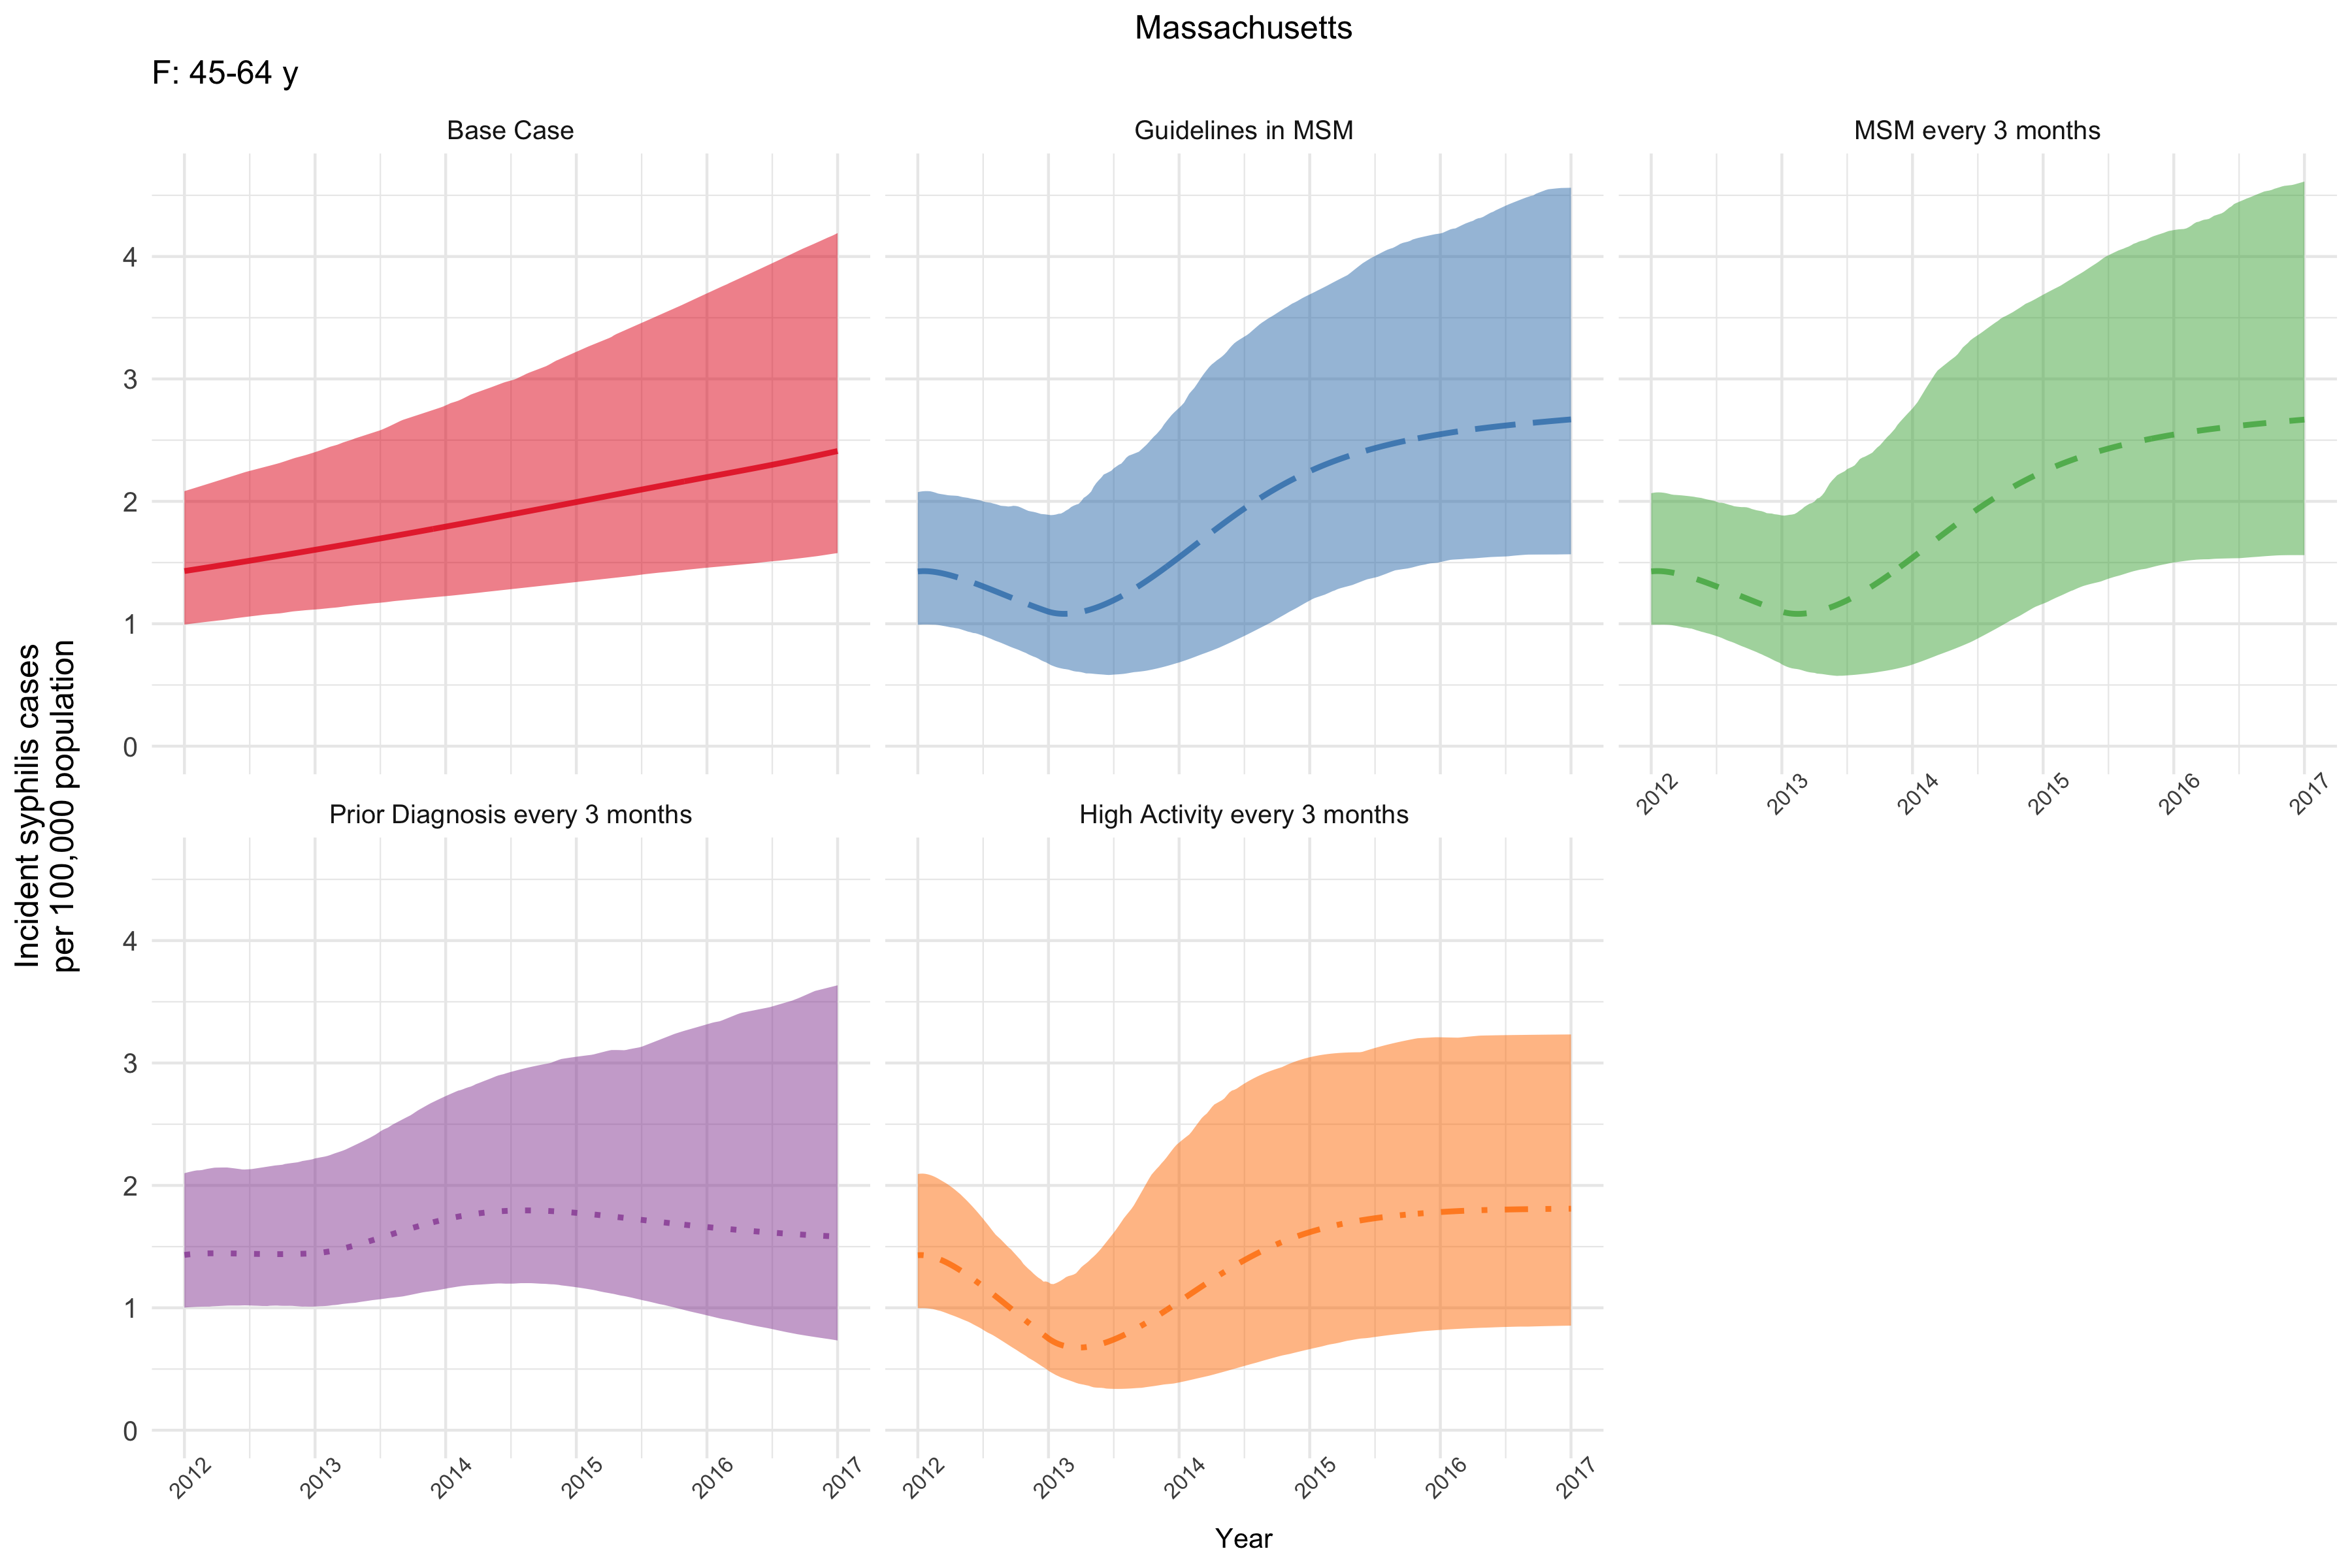 Massachusetts
F: 45-64 y
Base Case
Guidelines in MSM
MSM every 3 months
4
3
2
1
0
2012
2013
2014
2015
2016
2017
Incident syphilis cases
per 100,000 population
Prior Diagnosis every 3 months
High Activity every 3 months
4
3
2
1
0
2012
2013
2014
2015
2016
2017
2012
2013
2014
2015
2016
2017
Year